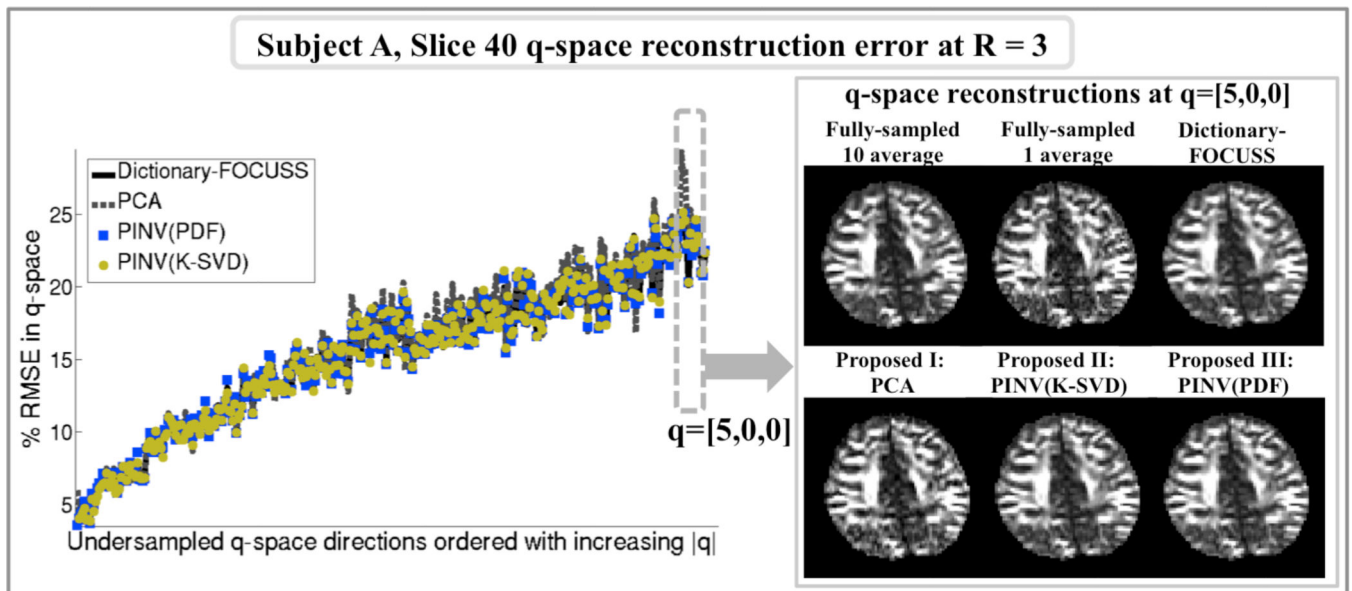 Subject A, Slice 40 q-space reconstruction error at R = 3
% RMSE in q-space
25
20
15
10
5
Dictionary-FOCUSS
PCA
PINV(PDF)
PINV(K-SVD)
Undersampled q-space directions ordered with increasing |q|
q=[5,0,0]
q-space reconstructions at q=[5,0,0]
Fully-sampled
10 average
Fully-sampled
1 average
Dictionary-
FOCUSS
Proposed I:
PCA
Proposed II:
PINV(K-SVD)
Proposed III:
PINV(PDF)